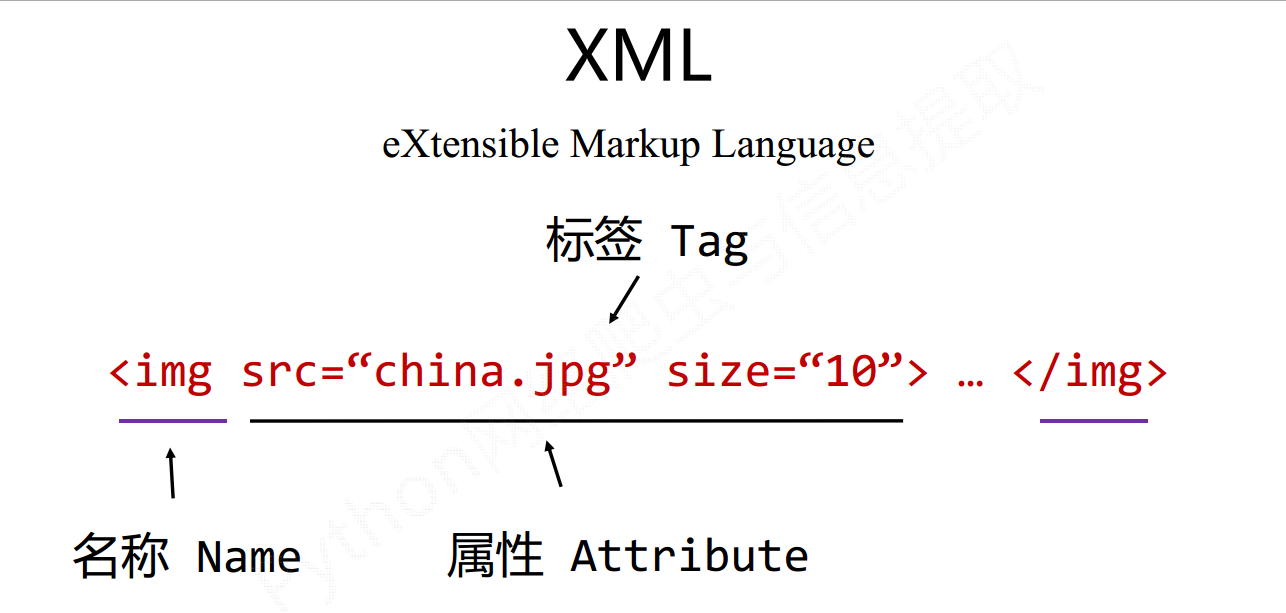 XML
eXtensible Markup Language
标签 Tag
<img src=“china.jpg” size=“10”> … </img>
名称 Name
属性 Attribute
Python网络爬虫与信息提取